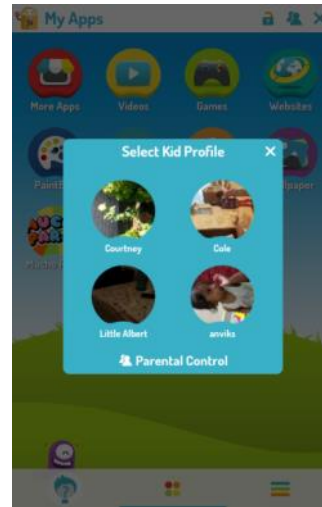 My Apps
More Apps
Videos
Games
Websites
Select Kid Profile
Courtney
Cole
Little Albert
anviks
Parental Control